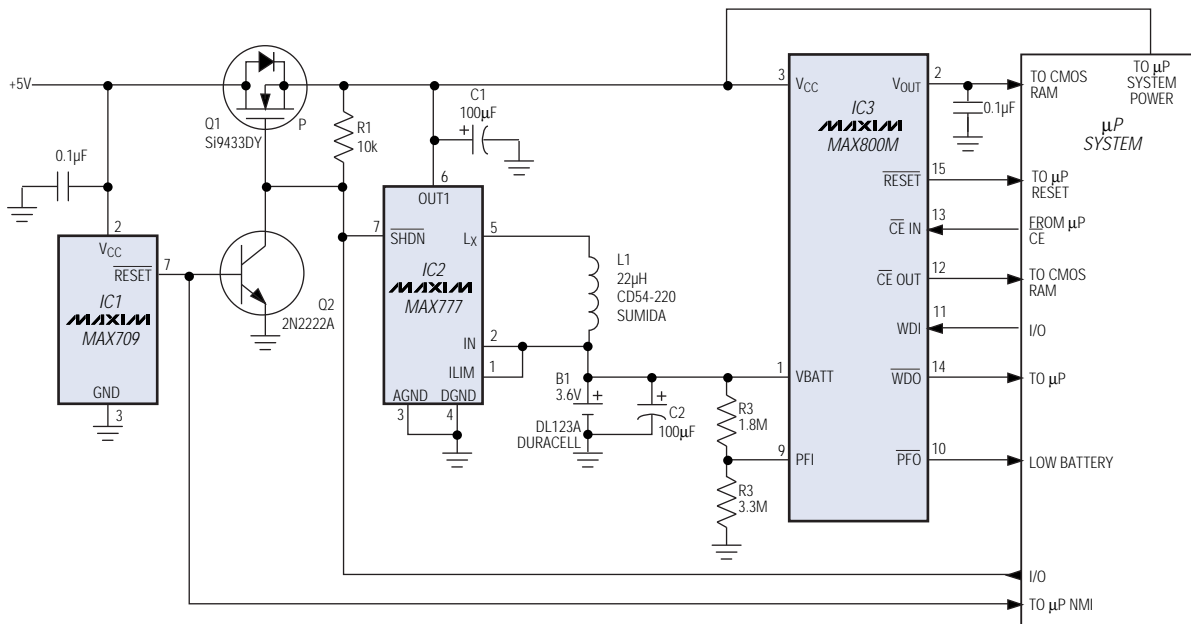 +5V
Q1
Si9433DY
P
0.1µF
R1
10k
C1
100µF
+
2
VCC
RESET
7
IC1
MAXIM
MAX709
GND
3
Q2
2N2222A
6
OUT1
7
SHDN
LX
5
IC2
MAXIM
MAX777
IN
2
ILIM
1
AGND
DGND
3
4
L1
22µH
CD54-220
SUMIDA
B1
3.6V
+
DL123A
DURACELL
+
C2
100µF
R3
1.8M
R3
3.3M
3
VCC
VOUT
2
IC3
MAXIM
MAX800M
RESET
15
CE IN
13
CE OUT
12
WDI
11
1
VBATT
WDO
14
9
PFI
PFO
10
0.1µF
TO µP
SYSTEM
POWER
µP
SYSTEM
TO CMOS
RAM
TO µP
RESET
FROM µP
CE
TO CMOS
RAM
I/O
TO µP
LOW BATTERY
I/O
TO µP NMI